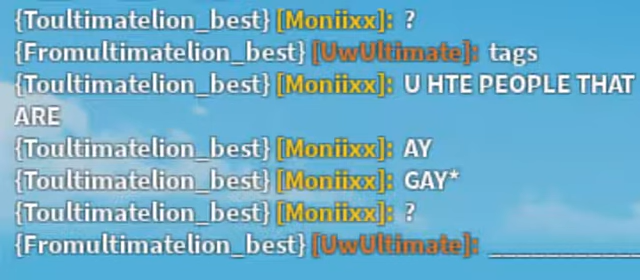 {Toultimatelion_best} [Moniixx]: ?
{Fromultimatelion_best} [UwUltimate]: tags
{Toultimatelion_best} [Moniixx]: U HTE PEOPLE THAT
ARE
{Toultimatelion_best} [Moniixx]: AY
{Toultimatelion_best} [Moniixx]: GAY*
{Toultimatelion_best} [Moniixx]: ?
{Fromultimatelion_best} [UwUltimate]: _______________